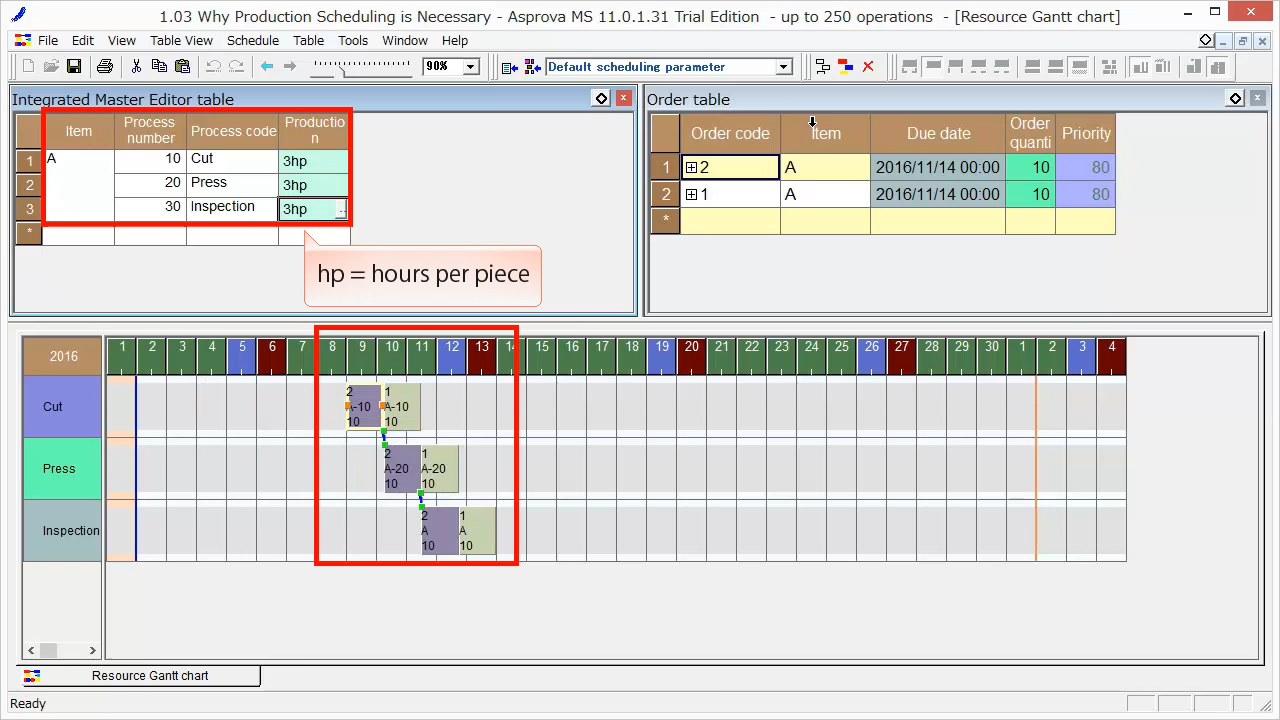 1.03 Why Production Scheduling is Necessary - Asprova MS 11.0.1.31 Trial Edition - up to 250 operations - [Resource Gantt chart]
File Edit View Table View Schedule Table Tools Window Help
90% Default scheduling parameter
Integrated Master Editor table
Item Process number Process code Production
1 A 10 Cut 3hp
2 20 Press 3hp
3 30 Inspection 3hp ...
*
hp = hours per piece
Order table
Order code Item Due date Order quanti Priority
1 2 A 2016/11/14 00:00 10 80
2 1 A 2016/11/14 00:00 10 80
*
2016 1 2 3 4 5 6 7 8 9 10 11 12 13 14 15 16 17 18 19 20 21 22 23 24 25 26 27 28 29 30 1 2 3 4
Cut
2 1
A-10 A-10
10 10
Press
2 1
A-20 A-20
10 10
Inspection
2 1
A A
10 10
Resource Gantt chart
Ready